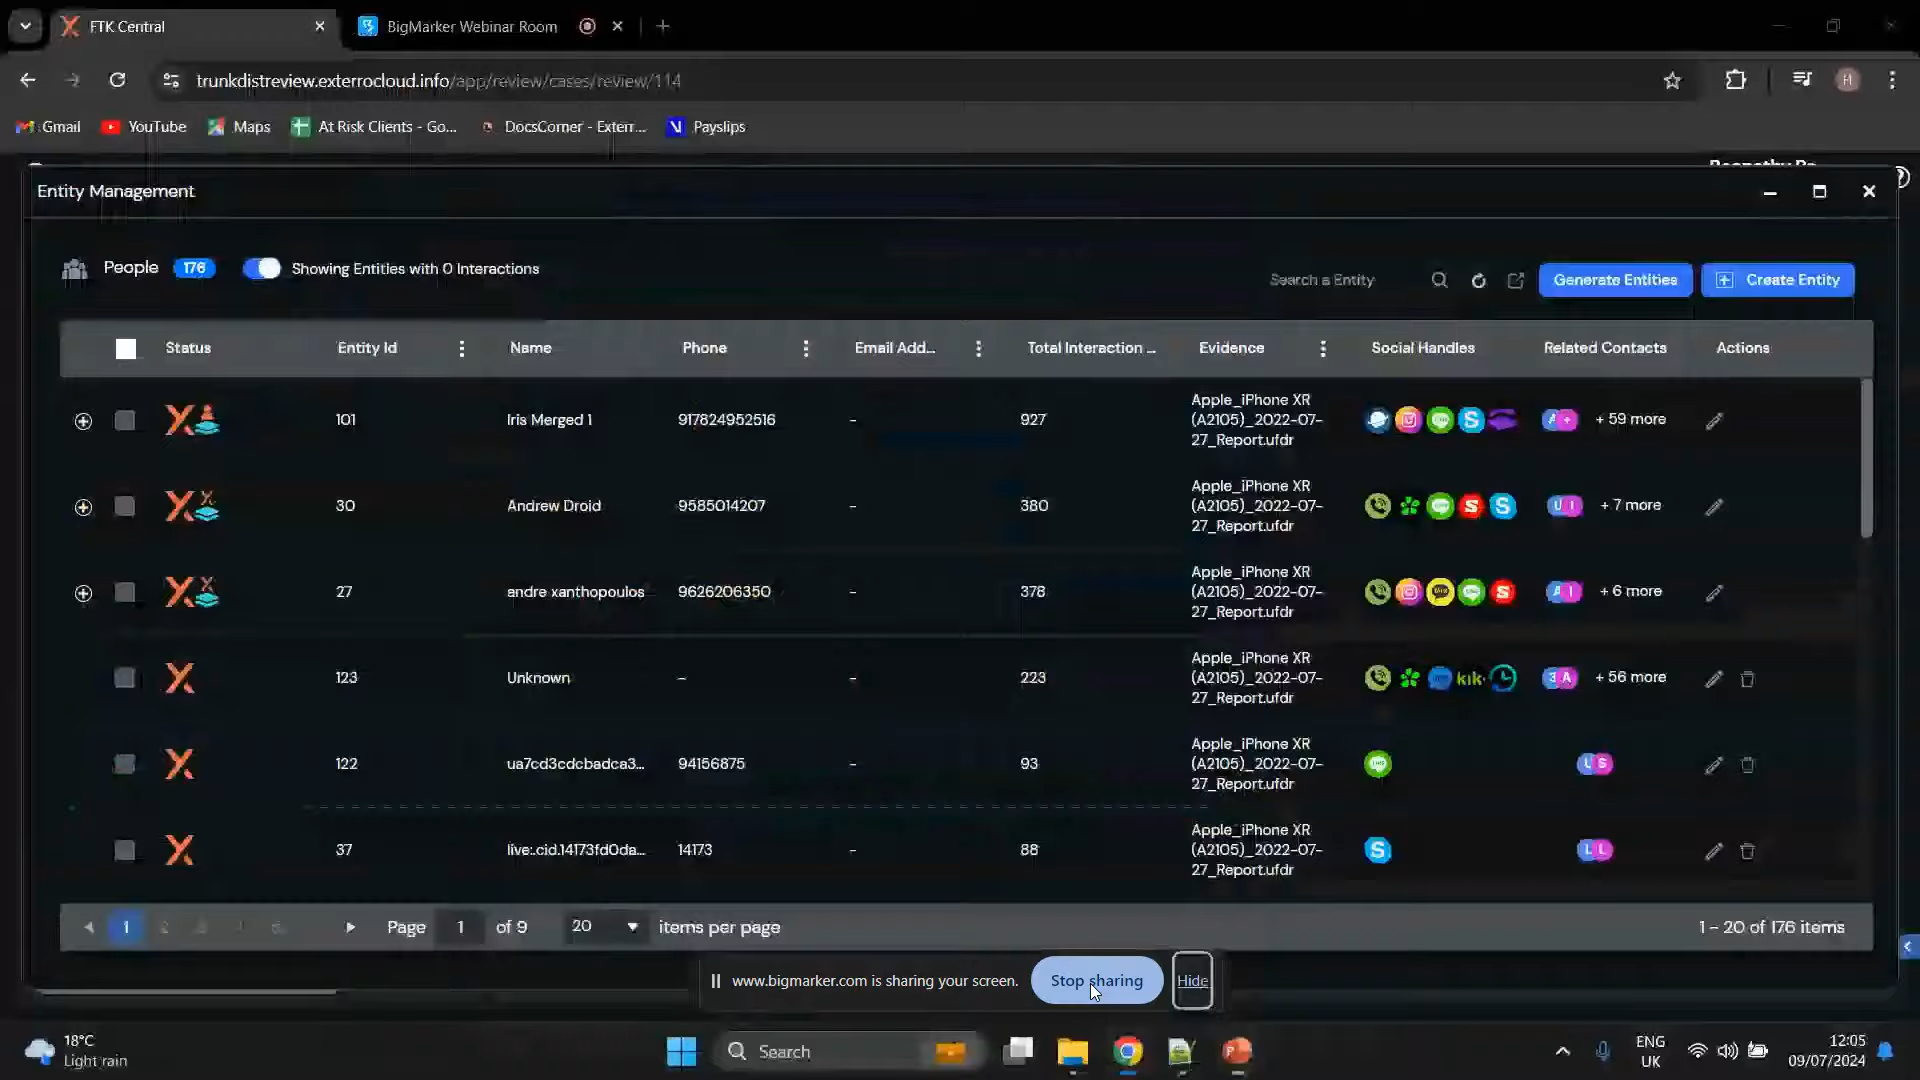 FTK Central
BigMarker Webinar Room
trunkdistreview.exterrocloud.info/app/review/cases/review/114
H
Gmail
YouTube
Maps
At Risk Clients - Go...
DocsCorner - Exterr...
Payslips
Entity Management
People 176 Showing Entities with 0 Interactions
Search a Entity
Generate Entities
Create Entity
Status Entity Id Name Phone Email Add... Total Interaction ... Evidence Social Handles Related Contacts Actions
101 Iris Merged 1 917824952516 - 927
Apple_iPhone XR
(A2105)_2022-07-
27_Report.ufdr
+ 59 more
30 Andrew Droid 9585014207 - 380
Apple_iPhone XR
(A2105)_2022-07-
27_Report.ufdr
U I + 7 more
27 andre xanthopoulos 9626206350 - 378
Apple_iPhone XR
(A2105)_2022-07-
27_Report.ufdr
A I + 6 more
123 Unknown - - 223
Apple_iPhone XR
(A2105)_2022-07-
27_Report.ufdr
kik
3 A + 56 more
122 ua7cd3cdcbadca3... 94156875 - 93
Apple_iPhone XR
(A2105)_2022-07-
27_Report.ufdr
37 live:.cid.14173fd0da... 14173 - 88
Apple_iPhone XR
(A2105)_2022-07-
27_Report.ufdr
1 2 Page 1 of 9 20 items per page 1 - 20 of 176 items
www.bigmarker.com is sharing your screen. Stop sharing Hide
18°C
Light rain
Search
ENG
UK
12:05
09/07/2024